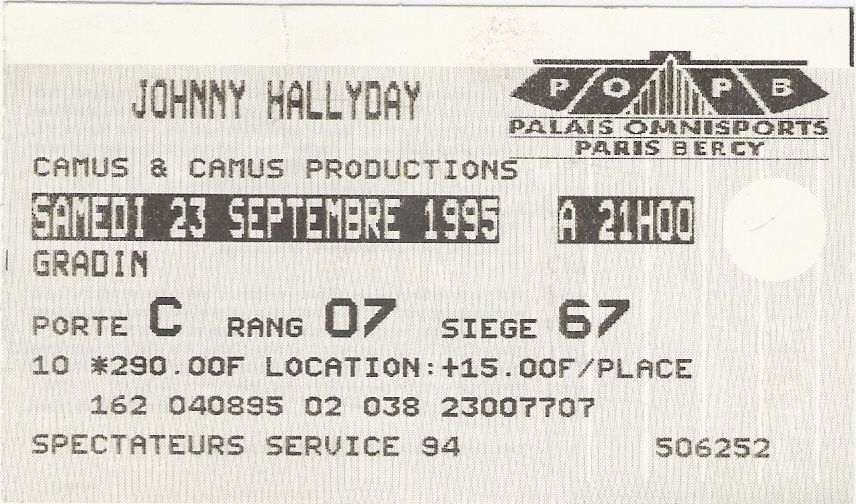 JOHNNY HALLYDAY
POPB
PALAIS OMNISPORTS
PARIS BERCY
CAMUS & CAMUS PRODUCTIONS
SAMEDI 23 SEPTEMBRE 1995 A 21H00
GRADIN
PORTE C RANG 07 SIEGE 67
10 *290.00F LOCATION:+15.00F/PLACE
162 040895 02 038 23007707
SPECTATEURS SERVICE 94 506252